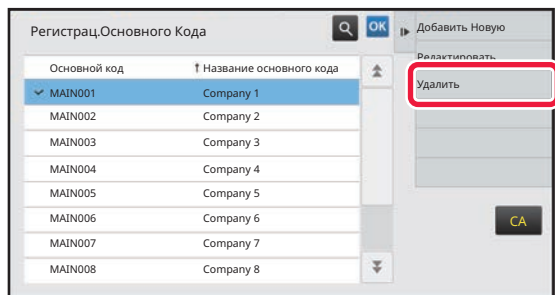 Регистрац.Основного Кода
OK
Добавить Новую
Редактировать
Удалить
Основной код
Название основного кода
MAIN001 Company 1
MAIN002 Company 2
MAIN003 Company 3
MAIN004 Company 4
MAIN005 Company 5
MAIN006 Company 6
MAIN007 Company 7
MAIN008 Company 8
CA